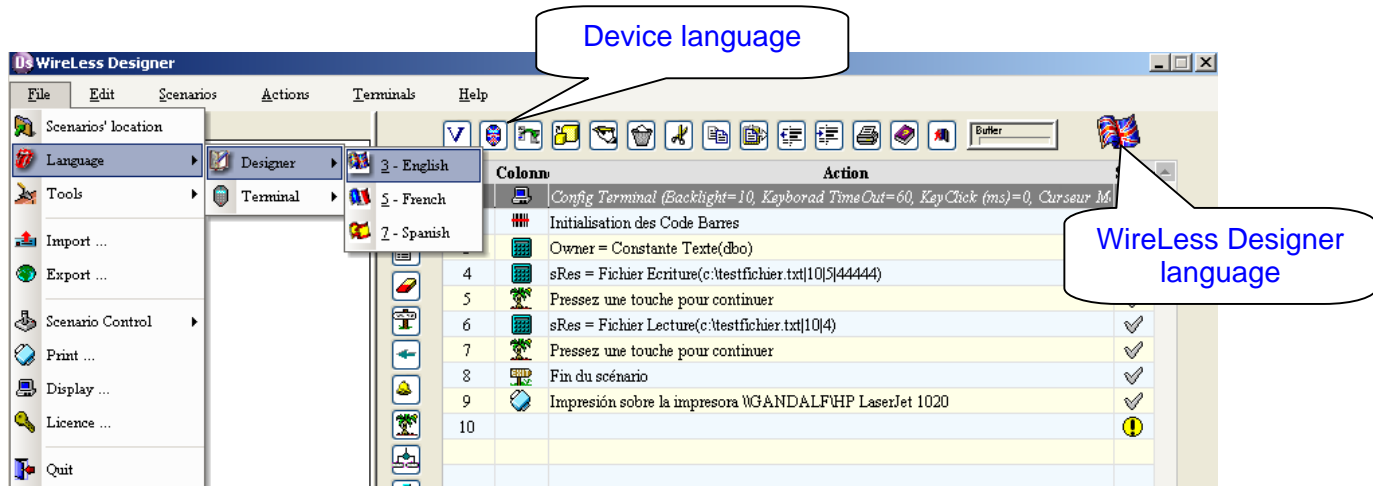 Device language
Ds WireLess Designer
File Edit Scenarios Actions Terminals Help
Scenarios' location
Language
Designer
3 - English
Terminal
5 - French
7 - Spanish
Tools
Import ...
Export ...
Scenario Control
Print ...
Display ...
Licence ...
Quit
Buffer
Colonn Action
Config Terminal (Backlight=10, Keyborad TimeOut=60, KeyClick (ms)=0, Curseur M
Initialisation des Code Barres
Owner = Constante Texte(dbo)
4 sRes = Fichier Ecriture(c:\testfichier.txt|10|5|44444)
5 Pressez une touche pour continuer
6 sRes = Fichier Lecture(c:\testfichier.txt|10|4)
7 Pressez une touche pour continuer
8 Fin du scénario
9 Impresión sobre la impresora \\GANDALF\HP LaserJet 1020
10
WireLess Designer
language